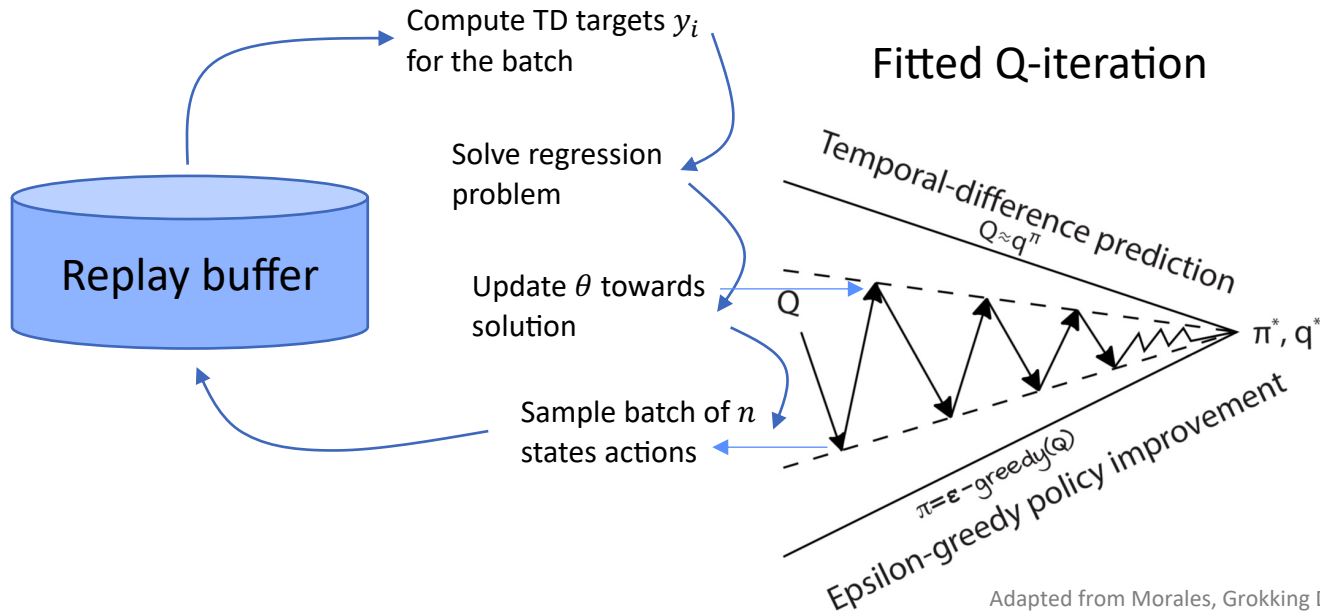 Compute TD targets yᵢ
for the batch
Fitted Q-iteration
Solve regression
problem
Replay buffer
Update θ towards
solution
Sample batch of n
states actions
Temporal-difference prediction
Q≈q^π
Q
π*, q*
π=ε-greedy(Q)
Epsilon-greedy policy improvement
Adapted from Morales, Grokking